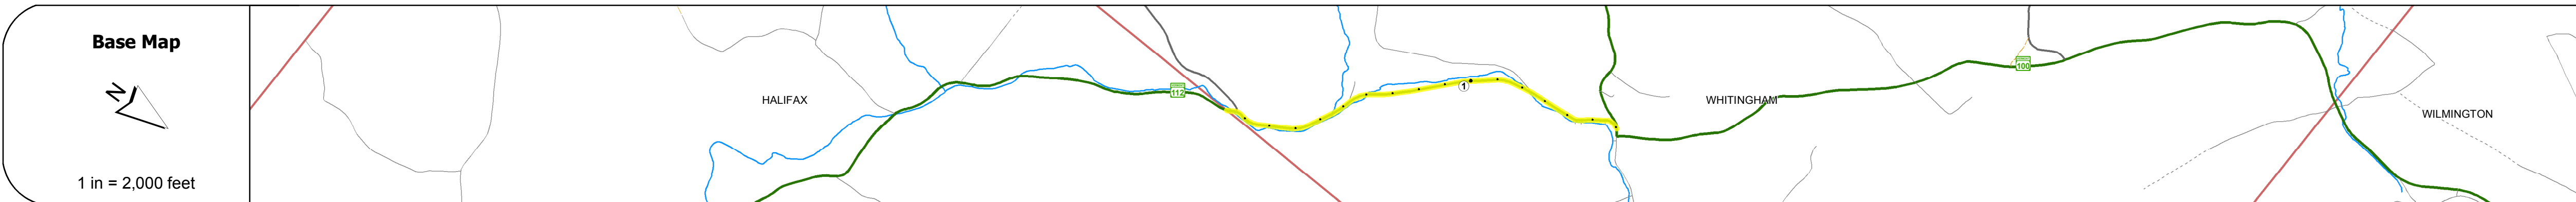 Base Map
N
1 in = 2,000 feet
HALIFAX
112
1
WHITINGHAM
100
WILMINGTON